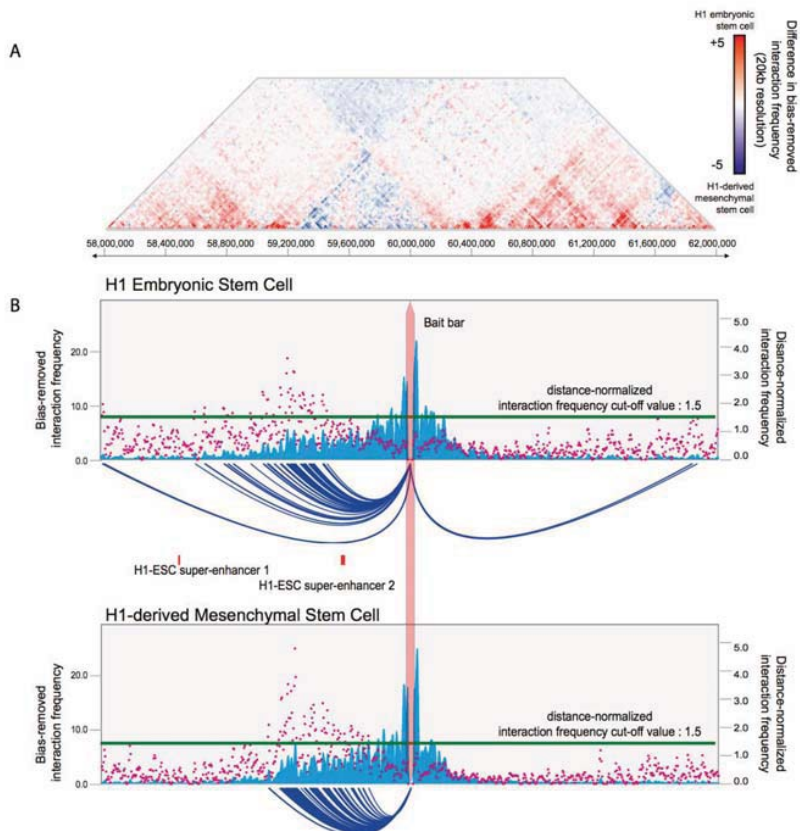 A
H1 embryonic
stem cell
+5
-5
H1-derived
mesenchymal
stem cell
Difference in bias-removed
interaction frequency
(20kb resolution)
58,000,000 58,400,000 58,800,000 59,200,000 59,600,000 60,000,000 60,400,000 60,800,000 61,200,000 61,600,000 62,000,000
B
H1 Embryonic Stem Cell
Bias-removed
interaction frequency
20.0
10.0
0.0
Bait bar
distance-normalized
interaction frequency cut-off value : 1.5
5.0
4.0
3.0
2.0
1.0
0.0
Disance-normalized
interaction frequency
H1-ESC super-enhancer 1
H1-ESC super-enhancer 2
H1-derived Mesenchymal Stem Cell
Bias-removed
interaction frequency
20.0
10.0
0.0
distance-normalized
interaction frequency cut-off value : 1.5
5.0
4.0
3.0
2.0
1.0
0.0
Distance-normalized
interaction frequency